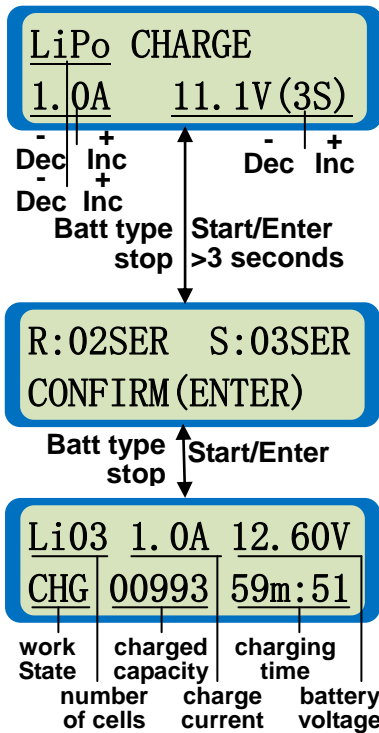 LiPo CHARGE
1.0A 11.1V(3S)
- + - +
Dec Inc Dec Inc
- +
Dec Inc
Batt type Start/Enter
stop >3 seconds
R:02SER S:03SER
CONFIRM(ENTER)
Batt type Start/Enter
stop
Li03 1.0A 12.60V
CHG 00993 59m:51
work charged charging
State capacity time
number charge battery
of cells current voltage